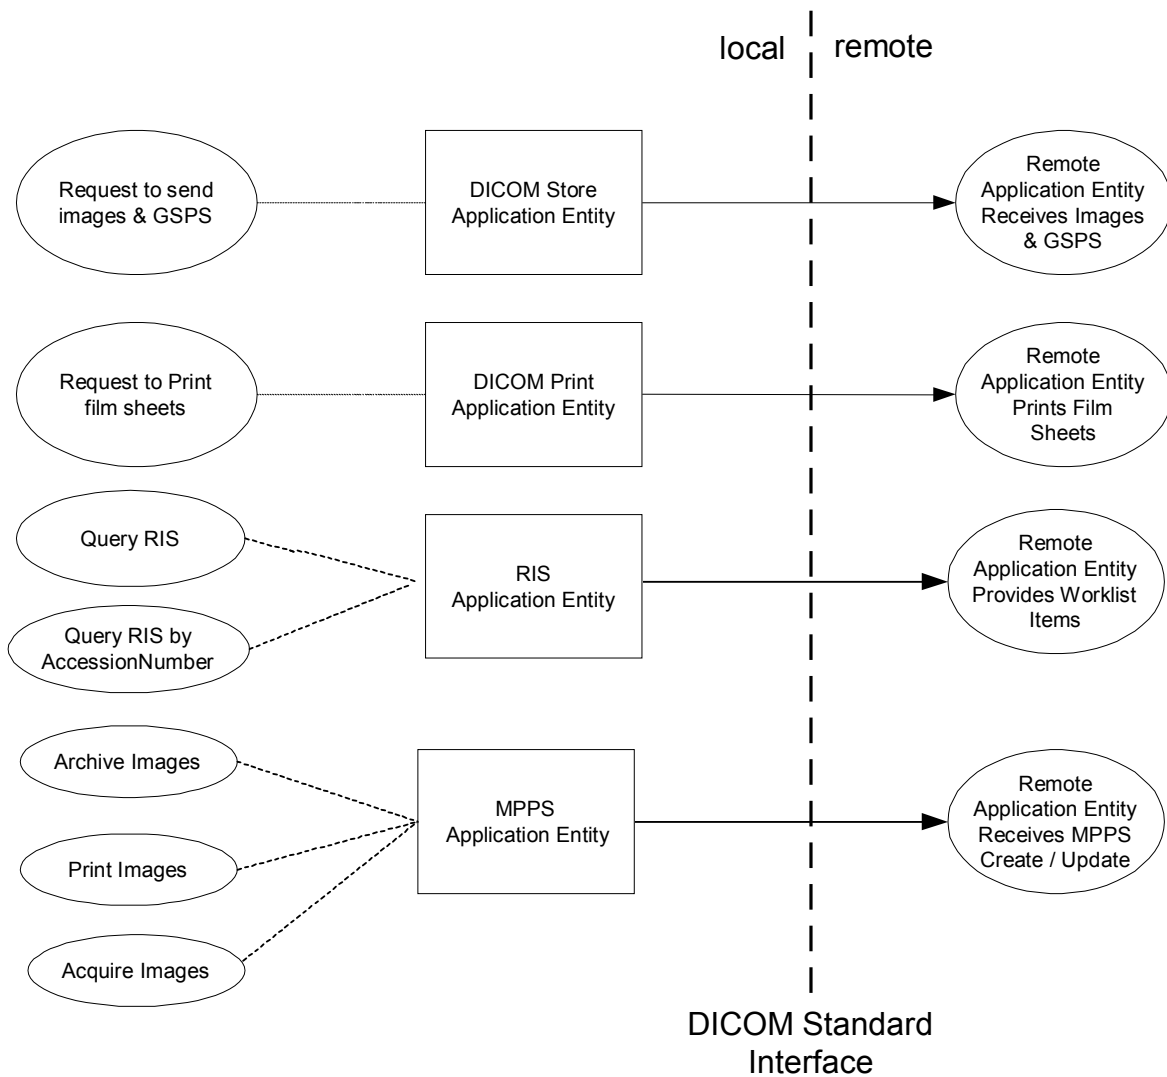 local
remote
Request to send
images & GSPS
DICOM Store
Application Entity
Remote
Application Entity
Receives Images
& GSPS
Request to Print
film sheets
DICOM Print
Application Entity
Remote
Application Entity
Prints Film
Sheets
Query RIS
Query RIS by
AccessionNumber
RIS
Application Entity
Remote
Application Entity
Provides Worklist
Items
Archive Images
Print Images
Acquire Images
MPPS
Application Entity
Remote
Application Entity
Receives MPPS
Create / Update
DICOM Standard
Interface